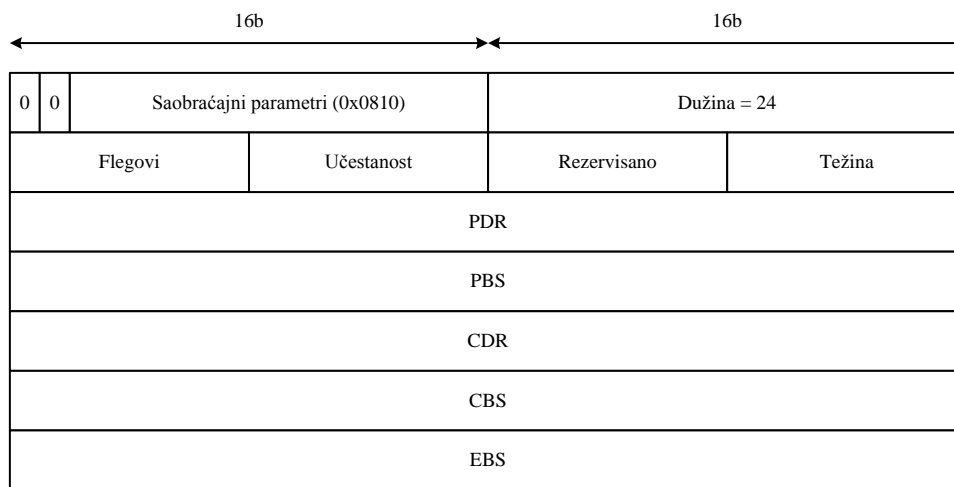 16b 16b
0 0 Saobraćajni parametri (0x0810) Dužina = 24
Flegovi Učestanost Rezervisano Težina
PDR
PBS
CDR
CBS
EBS